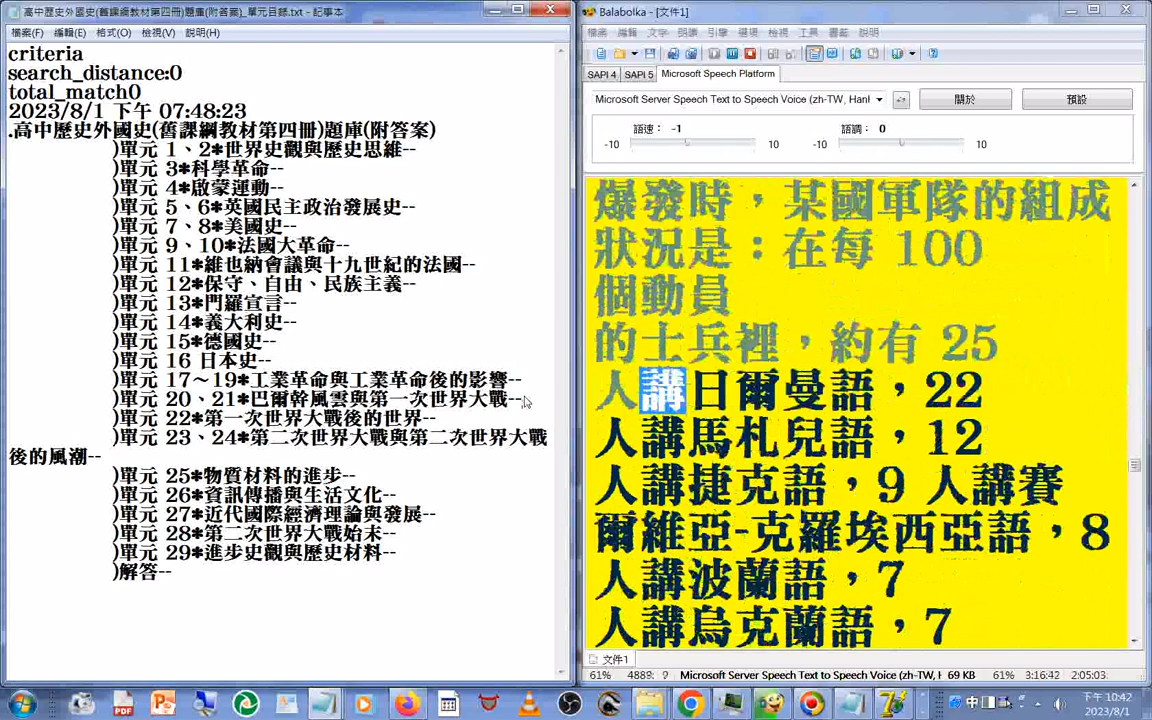 高中歷史外國史(舊課綱教材第四冊)題庫(附答案)_單元目錄.txt - 記事本
檔案(F) 編輯(E) 格式(O) 檢視(V) 說明(H)
criteria
search_distance:0
total_match0
2023/8/1 下午 07:48:23
.高中歷史外國史(舊課綱教材第四冊)題庫(附答案)
)單元 1、2*世界史觀與歷史思維--
)單元 3*科學革命--
)單元 4*啟蒙運動--
)單元 5、6*英國民主政治發展史--
)單元 7、8*美國史--
)單元 9、10*法國大革命--
)單元 11*維也納會議與十九世紀的法國--
)單元 12*保守、自由、民族主義--
)單元 13*門羅宣言--
)單元 14*義大利史--
)單元 15*德國史--
)單元 16 日本史--
)單元 17～19*工業革命與工業革命後的影響--
)單元 20、21*巴爾幹風雲與第一次世界大戰--
)單元 22*第一次世界大戰後的世界--
)單元 23、24*第二次世界大戰與第二次世界大戰
後的風潮--
)單元 25*物質材料的進步--
)單元 26*資訊傳播與生活文化--
)單元 27*近代國際經濟理論與發展--
)單元 28*第二次世界大戰始末--
)單元 29*進步史觀與歷史材料--
)解答--
Balabolka - [文件1]
檔案 編輯 文字 朗讀 引擎 選項 檢視 工具 書籤 說明
SAPI 4 SAPI 5 Microsoft Speech Platform
Microsoft Server Speech Text to Speech Voice (zh-TW, Hanl 關於 預設
語速： -1 語調： 0
-10 10 -10 10
爆發時，某國軍隊的組成
狀況是：在每 100
個動員
的士兵裡，約有 25
人講日爾曼語，22
人講馬札兒語，12
人講捷克語，9 人講賽
爾維亞-克羅埃西亞語，8
人講波蘭語，7
人講烏克蘭語，7
文件1
61% 4889: Microsoft Server Speech Text to Speech Voice (zh-TW, H 69 KB 61% 3:16:42 2:05:03
中
下午 10:42
2023/8/1